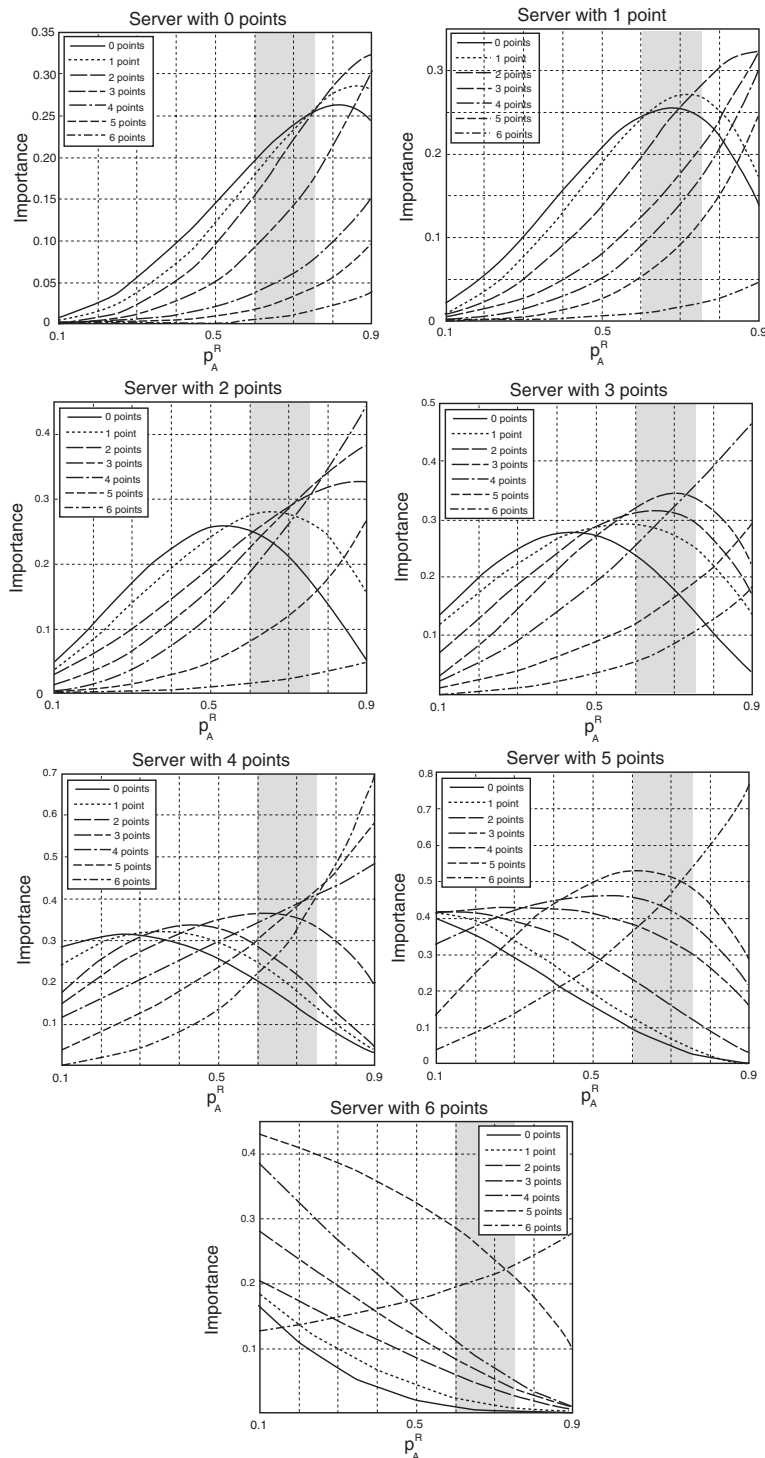 Server with 0 points
0.35
0.30
0.25
0.20
0.15
0.10
0.05
0
Importance
0 points
1 point
2 points
3 points
4 points
5 points
6 points
0.1
0.5
0.9
p_A^R
Server with 1 point
0.3
0.2
0.1
0
Importance
0 points
1 point
2 points
3 points
4 points
5 points
6 points
0.1
0.5
0.9
p_A^R
Server with 2 points
0.4
0.3
0.2
0.1
0
Importance
0 points
1 point
2 points
3 points
4 points
5 points
6 points
0.1
0.5
0.9
p_A^R
Server with 3 points
0.5
0.4
0.3
0.2
0.1
Importance
0 points
1 point
2 points
3 points
4 points
5 points
6 points
0.1
0.5
0.9
p_A^R
Server with 4 points
0.7
0.6
0.5
0.4
0.3
0.2
0.1
Importance
0 points
1 point
2 points
3 points
4 points
5 points
6 points
0.1
0.5
0.9
p_A^R
Server with 5 points
0.8
0.7
0.6
0.5
0.4
0.3
0.2
0.1
0
Importance
0 points
1 point
2 points
3 points
4 points
5 points
6 points
0.1
0.5
0.9
p_A^R
Server with 6 points
0.4
0.3
0.2
0.1
Importance
0 points
1 point
2 points
3 points
4 points
5 points
6 points
0.1
0.5
0.9
p_A^R